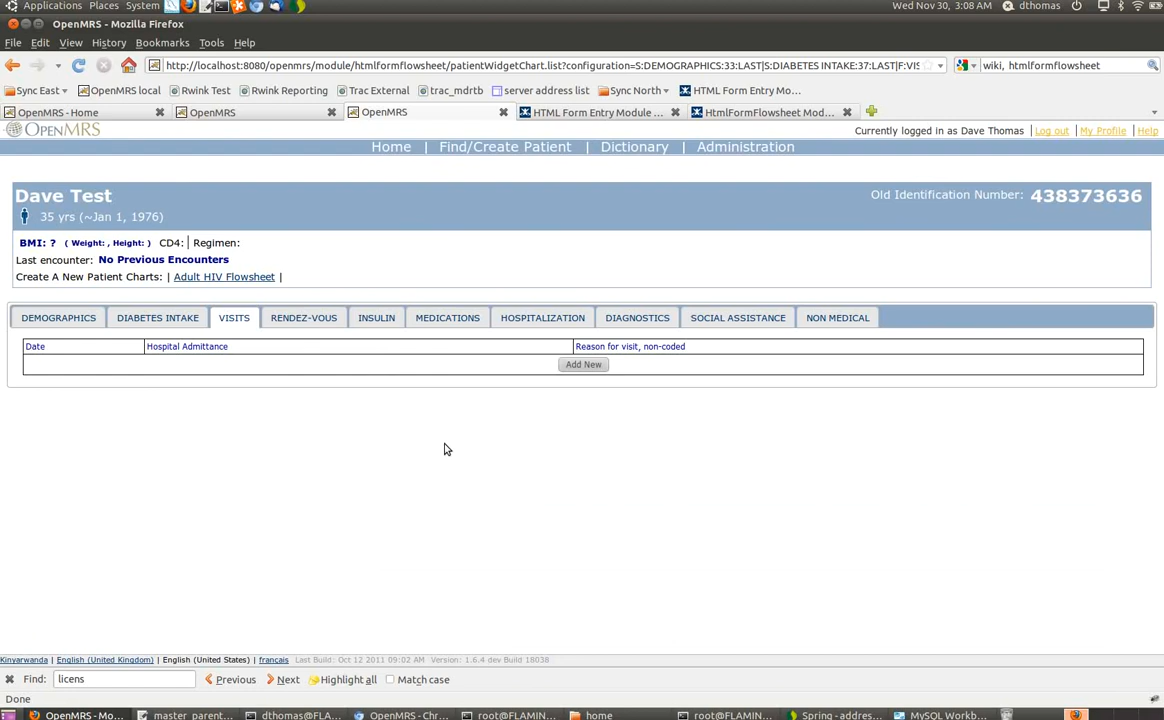 Applications Places System Wed Nov 30, 3:08 AM dthomas
OpenMRS - Mozilla Firefox
File Edit View History Bookmarks Tools Help
http://localhost:8080/openmrs/module/htmlformflowsheet/patientWidgetChart.list?configuration=S:DEMOGRAPHICS:33:LAST|S:DIABETES INTAKE:37:LAST|F:VIS wiki, htmlformflowsheet
Sync East OpenMRS local Rwink Test Rwink Reporting Trac External trac_mdrtb server address list Sync North HTML Form Entry Mo...
OpenMRS - Home OpenMRS OpenMRS HTML Form Entry Module ... HtmlFormFlowsheet Mod...
OPENMRS Currently logged in as Dave Thomas Log out My Profile Help
Home | Find/Create Patient | Dictionary | Administration
Dave Test Old Identification Number: 438373636
35 yrs (~Jan 1, 1976)
BMI: ? ( Weight: , Height: ) CD4: | Regimen:
Last encounter: No Previous Encounters
Create A New Patient Charts: | Adult HIV Flowsheet |
DEMOGRAPHICS DIABETES INTAKE VISITS RENDEZ-VOUS INSULIN MEDICATIONS HOSPITALIZATION DIAGNOSTICS SOCIAL ASSISTANCE NON MEDICAL
Date Hospital Admittance Reason for visit, non-coded
Add New
Kinyarwanda | English (United Kingdom) | English (United States) | français Last Build: Oct 12 2011 09:02 AM Version: 1.6.4 dev Build 18038
Find: licens Previous Next Highlight all Match case
Done
OpenMRS - Mo... master_parent... dthomas@FLA... OpenMRS - Chr... root@FLAMIN... home root@FLAMIN... Spring - addres... MySQL Workb...